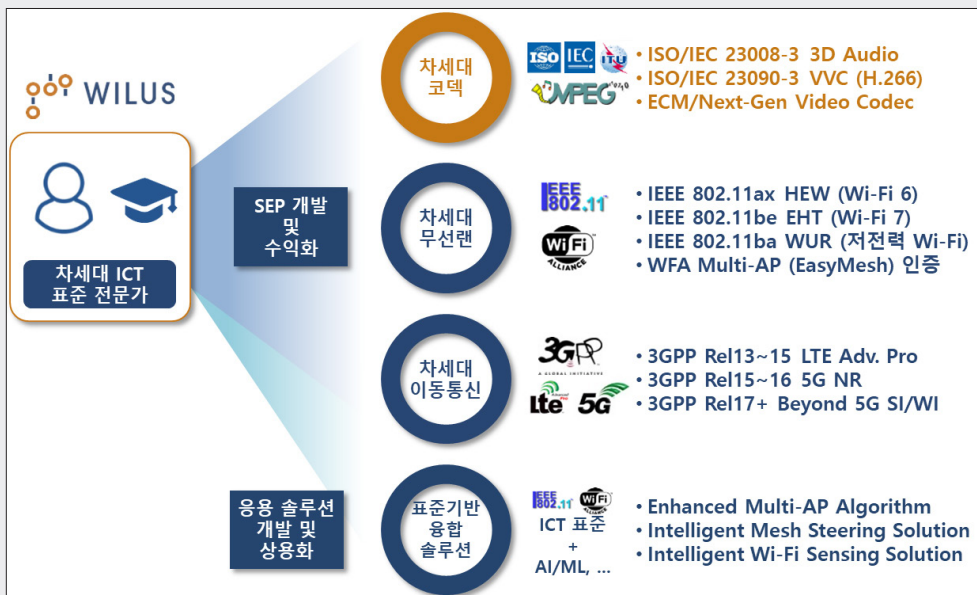 WILUS
차세대 ICT
표준 전문가
SEP 개발
및
수익화
응용 솔루션
개발 및
상용화
차세대
코덱
ISO IEC ITU
MPEG
• ISO/IEC 23008-3 3D Audio
• ISO/IEC 23090-3 VVC (H.266)
• ECM/Next-Gen Video Codec
차세대
무선랜
IEEE
802.11
Wi Fi
ALLIANCE
• IEEE 802.11ax HEW (Wi-Fi 6)
• IEEE 802.11be EHT (Wi-Fi 7)
• IEEE 802.11ba WUR (저전력 Wi-Fi)
• WFA Multi-AP (EasyMesh) 인증
차세대
이동통신
3GPP
A GLOBAL INITIATIVE
Lte 5G
• 3GPP Rel13~15 LTE Adv. Pro
• 3GPP Rel15~16 5G NR
• 3GPP Rel17+ Beyond 5G SI/WI
표준기반
융합
솔루션
IEEE
802.11
Wi Fi
ICT 표준
+
AI/ML, ...
• Enhanced Multi-AP Algorithm
• Intelligent Mesh Steering Solution
• Intelligent Wi-Fi Sensing Solution